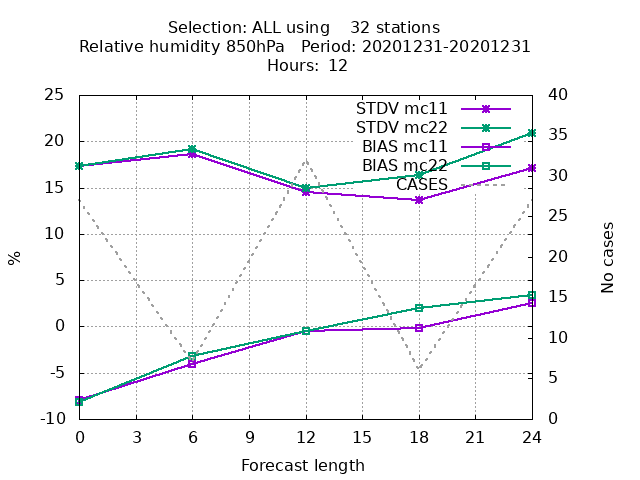 Selection: ALL using    32 stations
Relative humidity 850hPa   Period: 20201231-20201231
Hours: 12
25
20
15
10
5
0
-5
-10
40
35
30
25
20
15
10
5
0
STDV mc11
STDV mc22
BIAS mc11
BIAS mc22
CASES
%
No cases
0 3 6 9 12 15 18 21 24
Forecast length